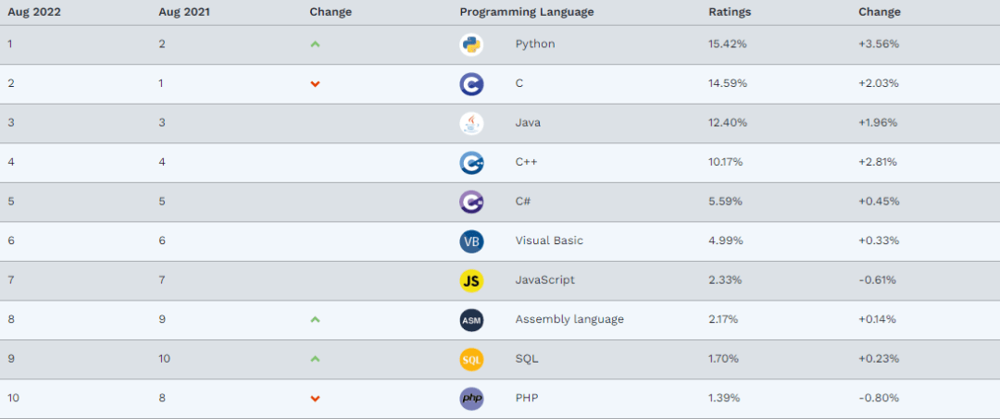 Aug 2022 Aug 2021 Change Programming Language Ratings Change
1 2 Python 15.42% +3.56%
2 1 C 14.59% +2.03%
3 3 Java 12.40% +1.96%
4 4 C++ 10.17% +2.81%
5 5 C# 5.59% +0.45%
6 6 VB Visual Basic 4.99% +0.33%
7 7 JS JavaScript 2.33% -0.61%
8 9 ASM Assembly language 2.17% +0.14%
9 10 SQL SQL 1.70% +0.23%
10 8 php PHP 1.39% -0.80%